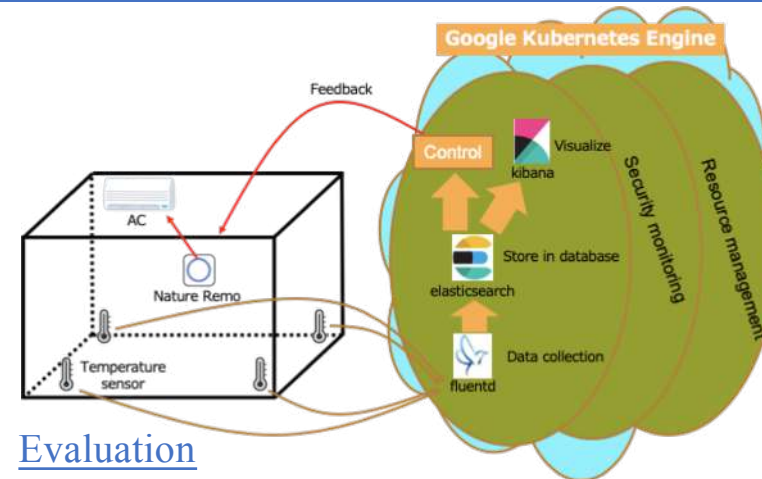 Google Kubernetes Engine
Feedback
Control
Visualize
kibana
AC
Nature Remo
Store in database
elasticsearch
Security monitoring
Resource management
Temperature
sensor
Data collection
fluentd
Evaluation